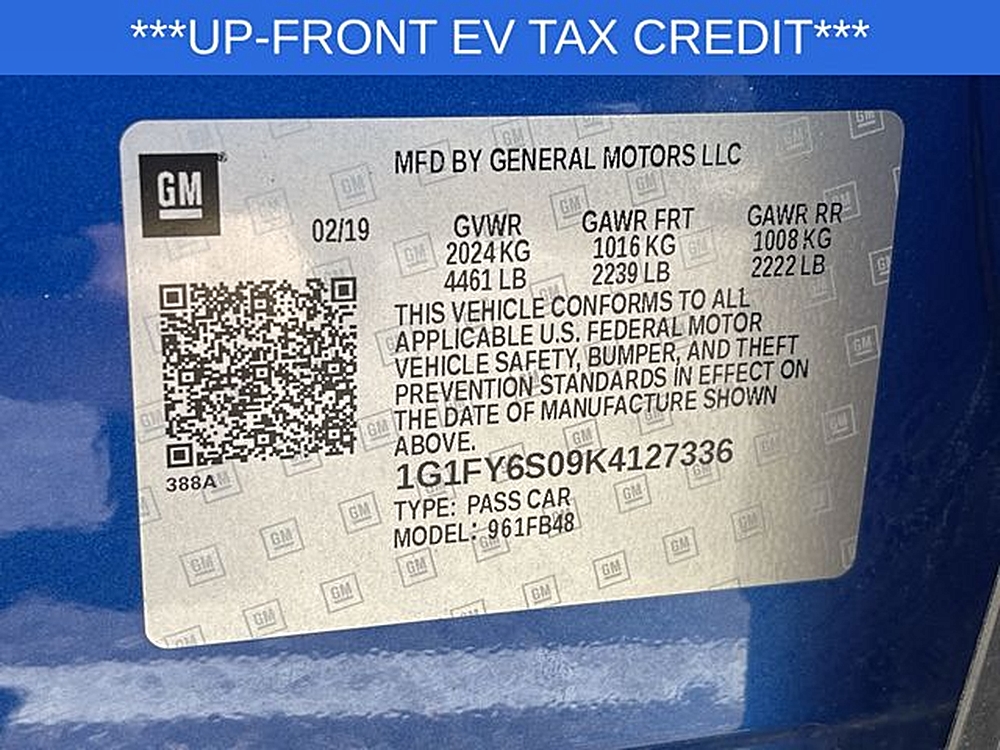 ***UP-FRONT EV TAX CREDIT***
GM
MFD BY GENERAL MOTORS LLC
02/19
GVWR GAWR FRT GAWR RR
2024 KG 1016 KG 1008 KG
4461 LB 2239 LB 2222 LB
THIS VEHICLE CONFORMS TO ALL
APPLICABLE U.S. FEDERAL MOTOR
VEHICLE SAFETY, BUMPER, AND THEFT
PREVENTION STANDARDS IN EFFECT ON
THE DATE OF MANUFACTURE SHOWN
ABOVE.
388A
1G1FY6S09K4127336
TYPE: PASS CAR
MODEL: 961FB48